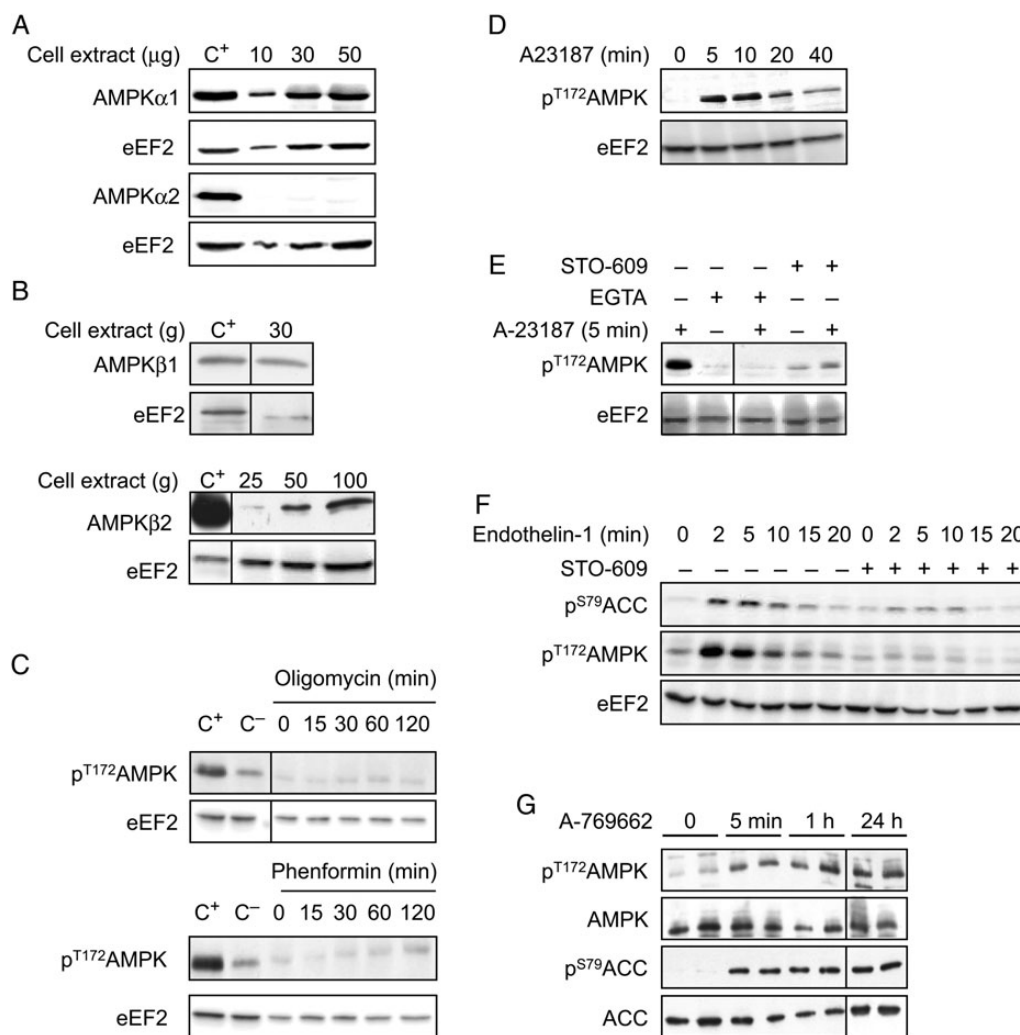 A
Cell extract (μg) C⁺ 10 30 50
AMPKα1
eEF2
AMPKα2
eEF2
B
Cell extract (g) C⁺ 30
AMPKβ1
eEF2
Cell extract (g) C⁺ 25 50 100
AMPKβ2
eEF2
C
Oligomycin (min)
C⁺ C⁻ 0 15 30 60 120
pᵀ¹⁷²AMPK
eEF2
Phenformin (min)
C⁺ C⁻ 0 15 30 60 120
pᵀ¹⁷²AMPK
eEF2
D
A23187 (min) 0 5 10 20 40
pᵀ¹⁷²AMPK
eEF2
E
STO-609 – – – + +
EGTA – + + – –
A-23187 (5 min) + – + – +
pᵀ¹⁷²AMPK
eEF2
F
Endothelin-1 (min) 0 2 5 10 15 20 0 2 5 10 15 20
STO-609 – – – – – – + + + + + +
pˢ⁷⁹ACC
pᵀ¹⁷²AMPK
eEF2
G
A-769662 0 5 min 1 h 24 h
pᵀ¹⁷²AMPK
AMPK
pˢ⁷⁹ACC
ACC